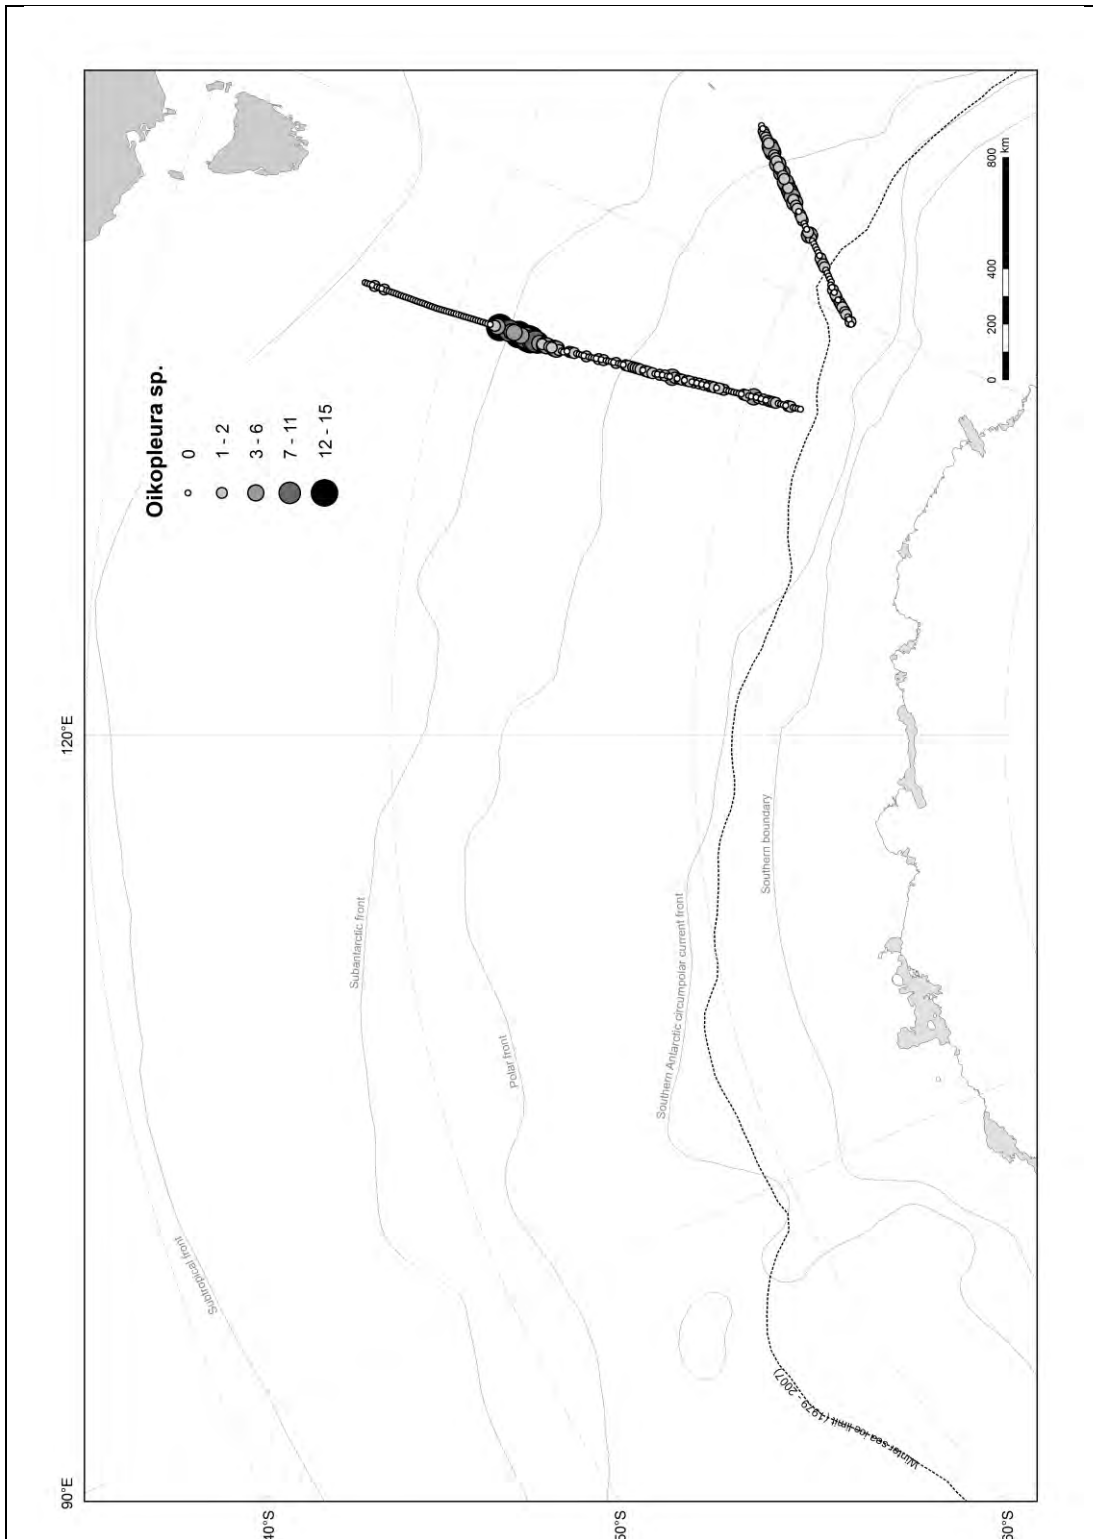 Oikopleura sp.
0
1 - 2
3 - 6
7 - 11
12 - 15
90°E
120°E
40°S
50°S
60°S
Subtropical front
Subantarctic front
Polar front
Southern Antarctic circumpolar current front
Southern boundary
Winter sea ice limit (1979 - 2007)
0 200 400 800
km